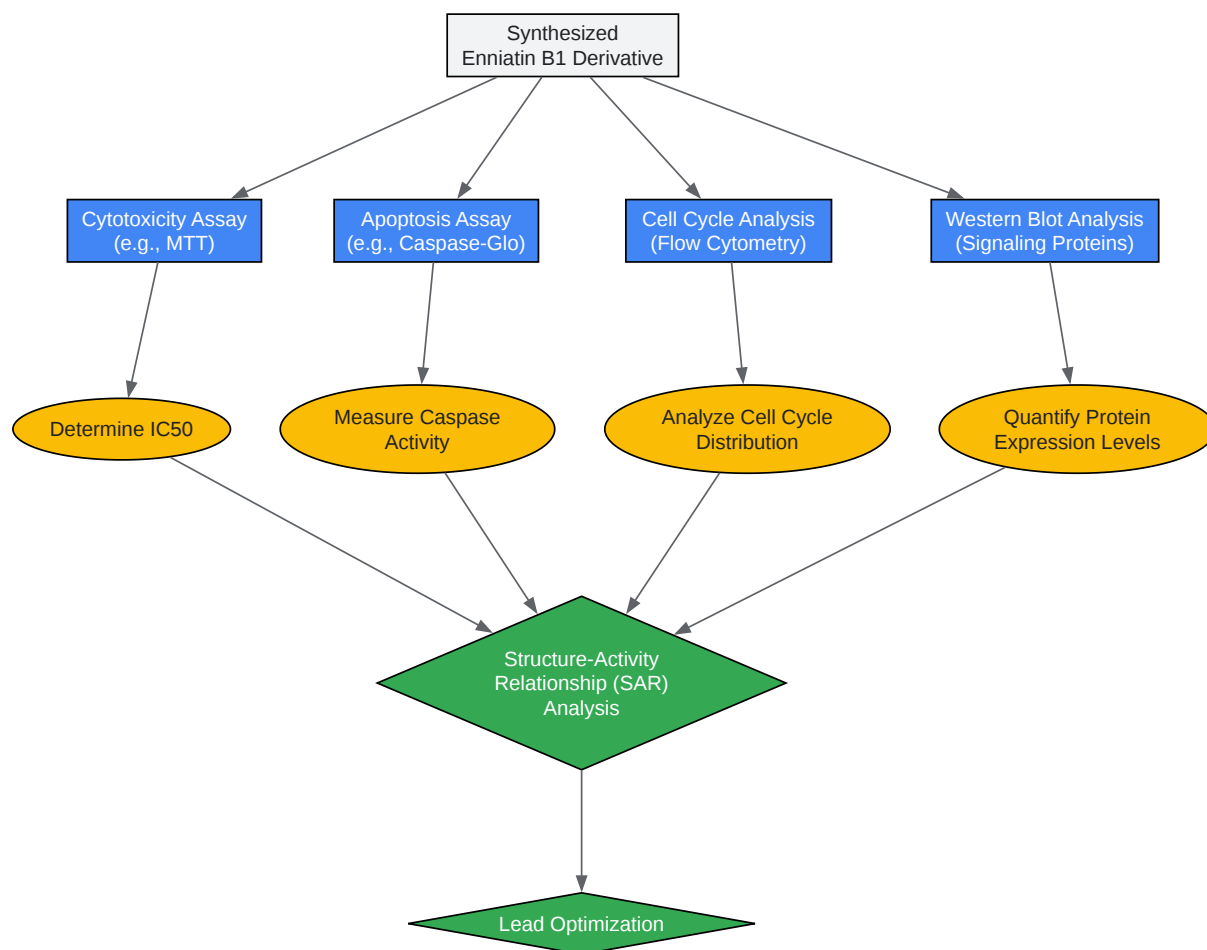 Synthesized
Enniatin B1 Derivative
Cytotoxicity Assay
(e.g., MTT)
Apoptosis Assay
(e.g., Caspase-Glo)
Cell Cycle Analysis
(Flow Cytometry)
Western Blot Analysis
(Signaling Proteins)
Determine IC50
Measure Caspase
Activity
Analyze Cell Cycle
Distribution
Quantify Protein
Expression Levels
Structure-Activity
Relationship (SAR)
Analysis
Lead Optimization